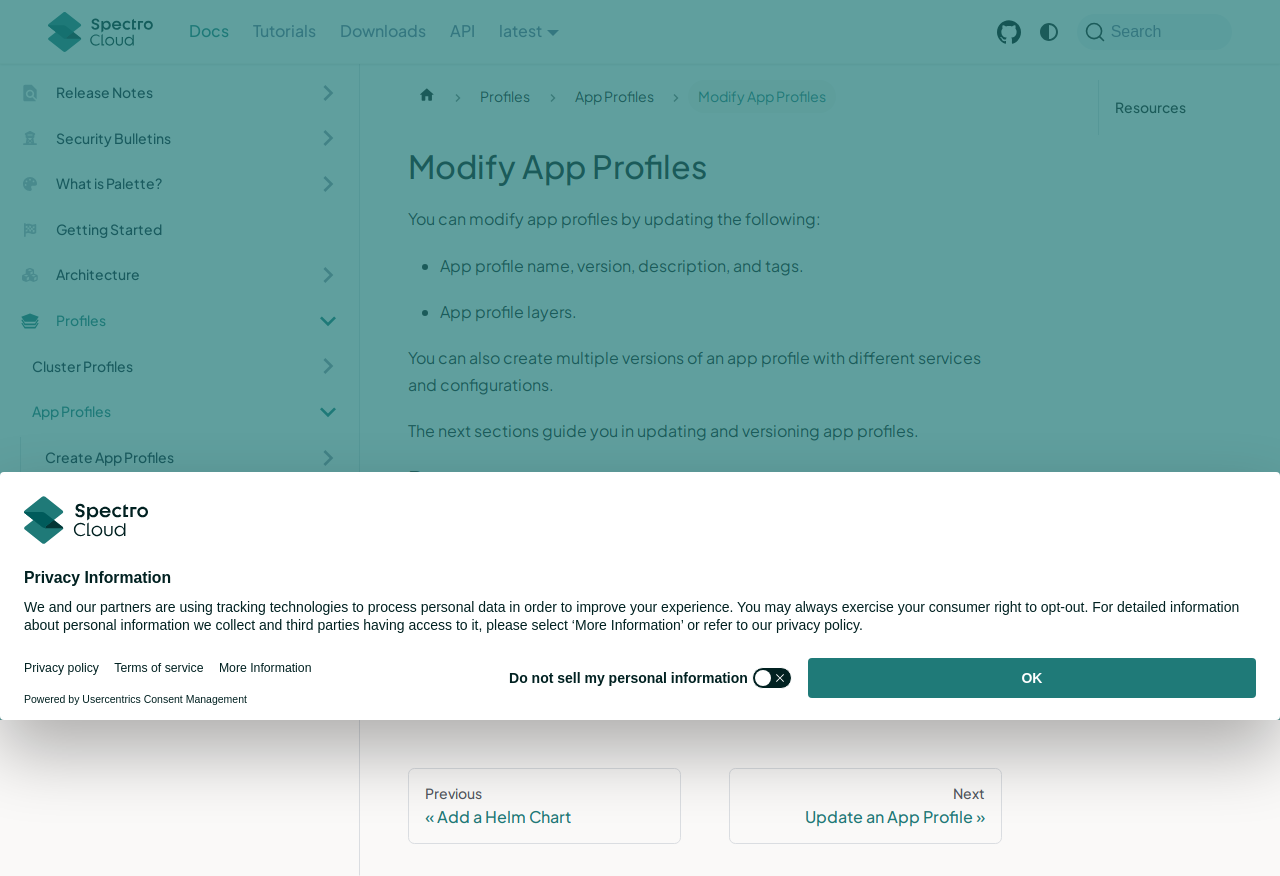 Spectro Cloud
Docs
Tutorials
Downloads
API
latest
Search
Release Notes
Security Bulletins
What is Palette?
Getting Started
Architecture
Profiles
Cluster Profiles
App Profiles
Create App Profiles
Profiles
App Profiles
Modify App Profiles
Resources
Modify App Profiles
You can modify app profiles by updating the following:
App profile name, version, description, and tags.
App profile layers.
You can also create multiple versions of an app profile with different services
and configurations.
The next sections guide you in updating and versioning app profiles.
Spectro Cloud
Privacy Information
We and our partners are using tracking technologies to process personal data in order to improve your experience. You may always exercise your consumer right to opt-out. For detailed information
about personal information we collect and third parties having access to it, please select ‘More Information’ or refer to our privacy policy.
Privacy policy
Terms of service
More Information
Powered by Usercentrics Consent Management
Do not sell my personal information
OK
Previous
« Add a Helm Chart
Next
Update an App Profile »